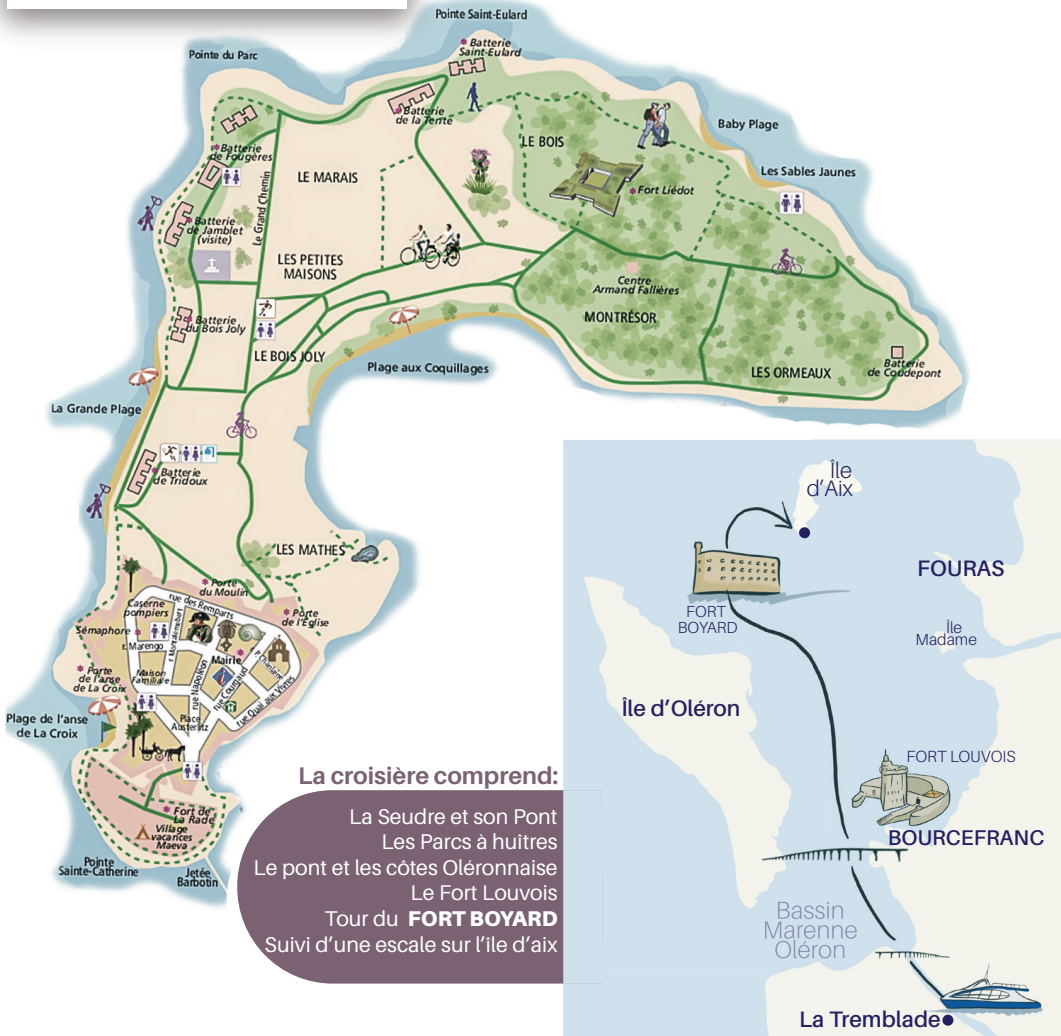 Pointe Saint-Eulard
Batterie
Saint-Eulard
Pointe du Parc
Batterie
de la Tente
Baby Plage
LE BOIS
Batterie
de Fougères
Les Sables Jaunes
LE MARAIS
Fort Liédot
Le Grand Chemin
Batterie
de Jamblet
(visite)
LES PETITES
MAISONS
Centre
Armand Fallières
MONTRÉSOR
Batterie
du Bois Joly
LE BOIS JOLY
Plage aux Coquillages
LES ORMEAUX
Batterie
de Coudepont
La Grande Plage
Batterie
de Tridoux
LES MATHES
Porte
du Moulin
rue des Remparts
Caserne
pompiers
Porte
de l'Église
Sémaphore
r. Marengo
r. Montalembert
Mairie
P. Chanlaire
Porte
de l'anse
de La Croix
Maison
Familiale
rue Napoléon
rue Gourgaud
rue Quai aux Vivres
Place
Austerlitz
Plage de l'anse
de La Croix
Fort de
La Rade
Village
vacances
Maeva
Pointe
Sainte-Catherine
Jetée
Barbotin
La croisière comprend:
La Seudre et son Pont
Les Parcs à huîtres
Le pont et les côtes Oléronnaise
Le Fort Louvois
Tour du FORT BOYARD
Suivi d'une escale sur l'île d'aix
Île
d'Aix
FOURAS
FORT
BOYARD
Île
Madame
Île d'Oléron
FORT LOUVOIS
BOURCEFRANC
Bassin
Marenne
Oléron
La Tremblade